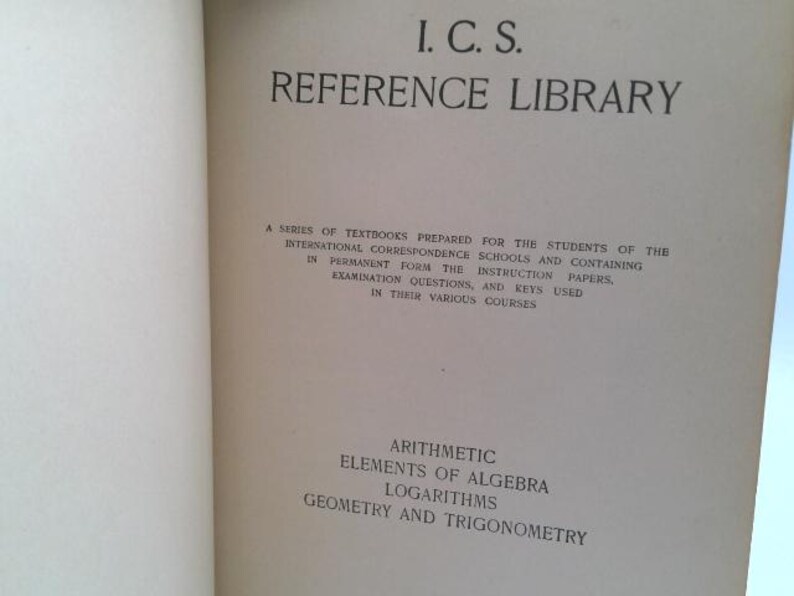 I. C. S.
REFERENCE LIBRARY
A SERIES OF TEXTBOOKS PREPARED FOR THE STUDENTS OF THE
INTERNATIONAL CORRESPONDENCE SCHOOLS AND CONTAINING
IN PERMANENT FORM THE INSTRUCTION PAPERS,
EXAMINATION QUESTIONS, AND KEYS USED
IN THEIR VARIOUS COURSES
ARITHMETIC
ELEMENTS OF ALGEBRA
LOGARITHMS
GEOMETRY AND TRIGONOMETRY